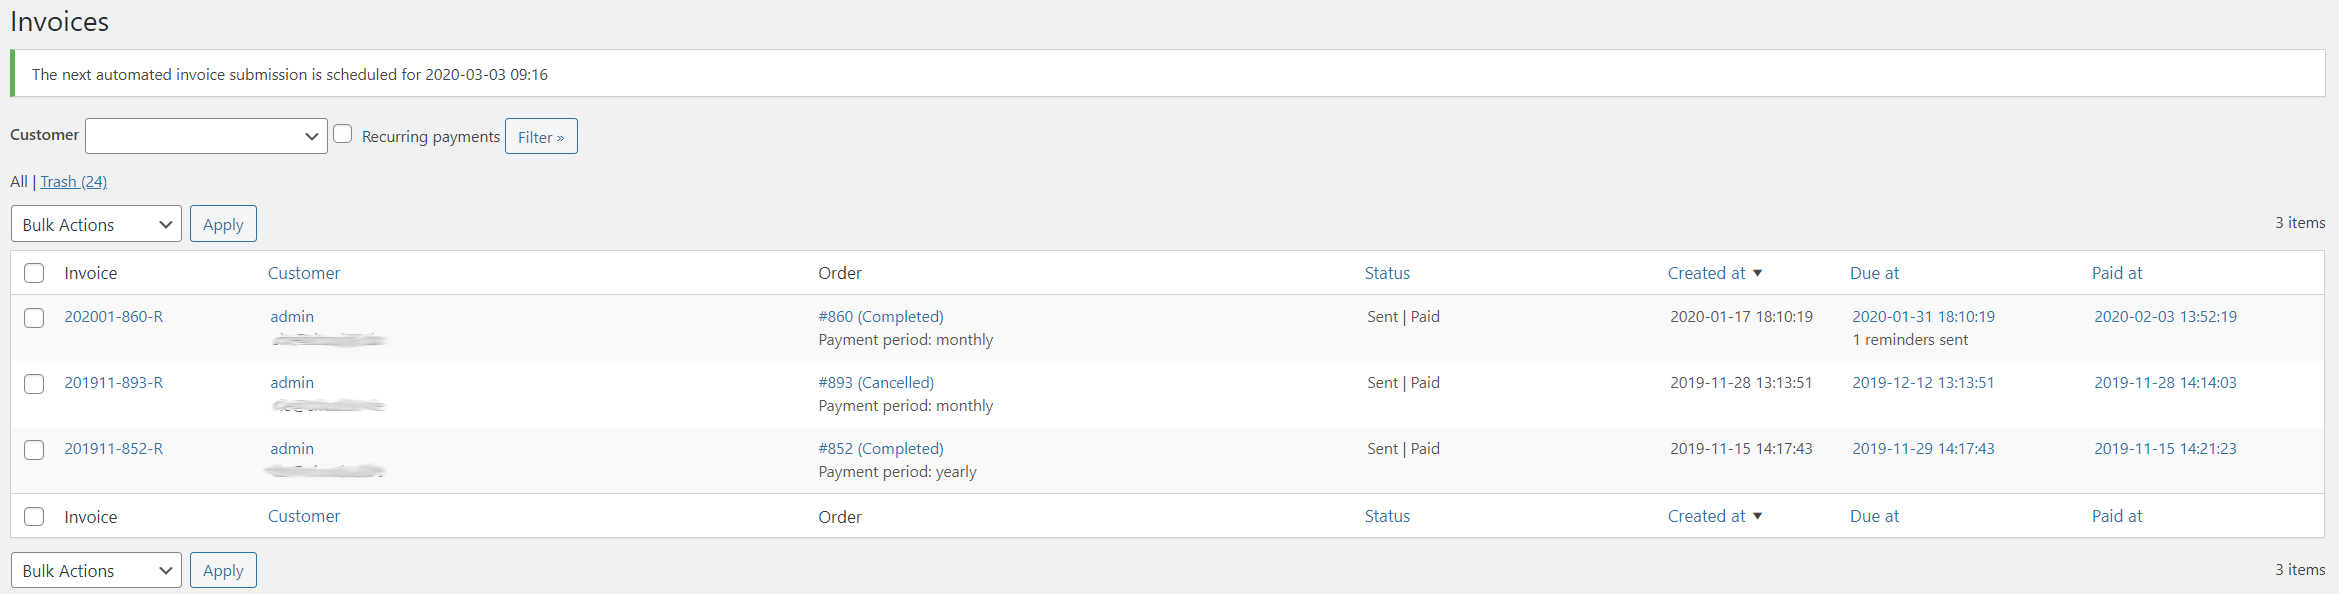 Invoices
The next automated invoice submission is scheduled for 2020-03-03 09:16
Customer Recurring payments Filter »
All | Trash (24)
Bulk Actions Apply 3 items
Invoice Customer Order Status Created at Due at Paid at
202001-860-R admin #860 (Completed) Sent | Paid 2020-01-17 18:10:19 2020-01-31 18:10:19 2020-02-03 13:52:19
Payment period: monthly 1 reminders sent
201911-893-R admin #893 (Cancelled) Sent | Paid 2019-11-28 13:13:51 2019-12-12 13:13:51 2019-11-28 14:14:03
Payment period: monthly
201911-852-R admin #852 (Completed) Sent | Paid 2019-11-15 14:17:43 2019-11-29 14:17:43 2019-11-15 14:21:23
Payment period: yearly
Invoice Customer Order Status Created at Due at Paid at
Bulk Actions Apply 3 items